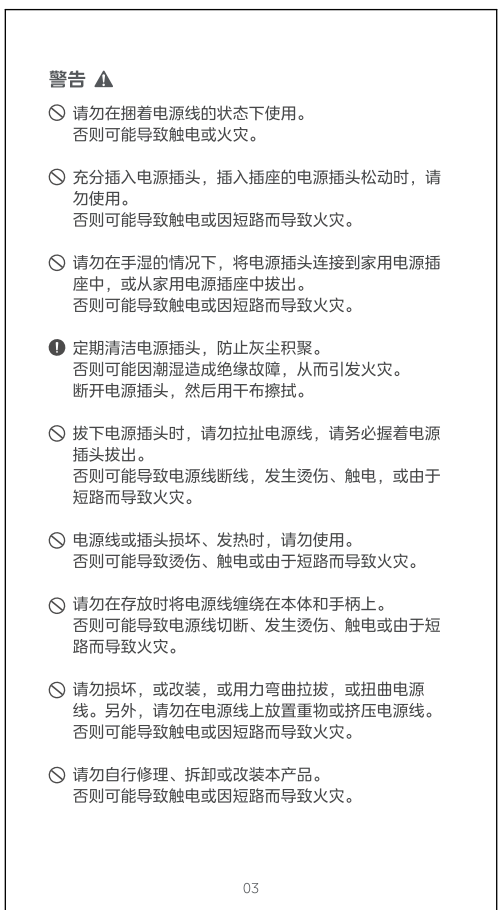 警告
请勿在捆着电源线的状态下使用。
否则可能导致触电或火灾。
充分插入电源插头，插入插座的电源插头松动时，请
勿使用。
否则可能导致触电或因短路而导致火灾。
请勿在手湿的情况下，将电源插头连接到家用电源插
座中，或从家用电源插座中拔出。
否则可能导致触电或因短路而导致火灾。
定期清洁电源插头，防止灰尘积聚。
否则可能因潮湿造成绝缘故障，从而引发火灾。
断开电源插头，然后用干布擦拭。
拔下电源插头时，请勿拉扯电源线，请务必握着电源
插头拔出。
否则可能导致电源线断线，发生烫伤、触电，或由于
短路而导致火灾。
电源线或插头损坏、发热时，请勿使用。
否则可能导致烫伤、触电或由于短路而导致火灾。
请勿在存放时将电源线缠绕在本体和手柄上。
否则可能导致电源线切断、发生烫伤、触电或由于短
路而导致火灾。
请勿损坏，或改装，或用力弯曲拉拔，或扭曲电源
线。另外，请勿在电源线上放置重物或挤压电源线。
否则可能导致触电或因短路而导致火灾。
请勿自行修理、拆卸或改装本产品。
否则可能导致触电或因短路而导致火灾。
03